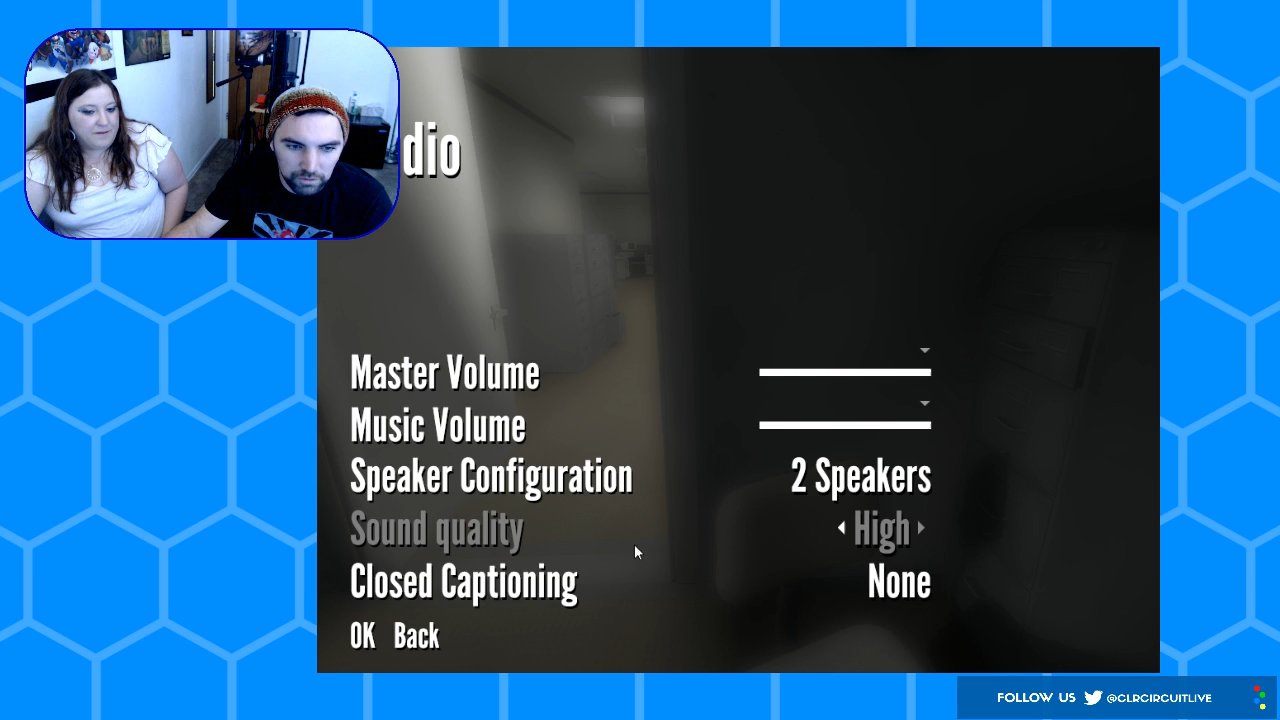 dio
Master Volume
Music Volume
Speaker Configuration 2 Speakers
Sound quality High
Closed Captioning None
OK Back
FOLLOW US @CLRCIRCUITLIVE